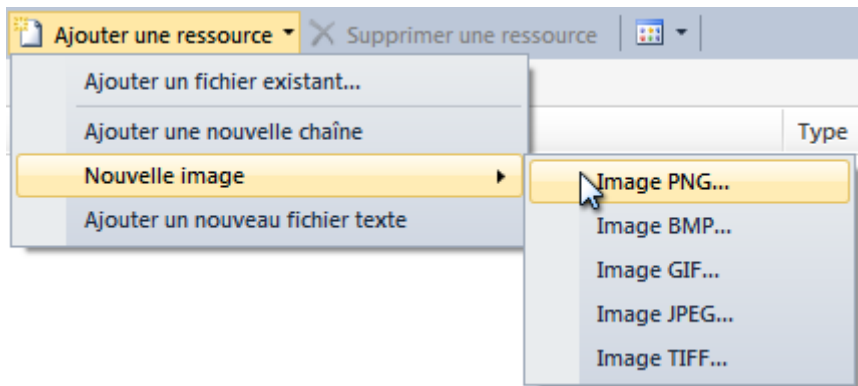 Ajouter une ressource Supprimer une ressource
Ajouter un fichier existant...
Ajouter une nouvelle chaîne
Type
Nouvelle image
Image PNG...
Ajouter un nouveau fichier texte
Image BMP...
Image GIF...
Image JPEG...
Image TIFF...